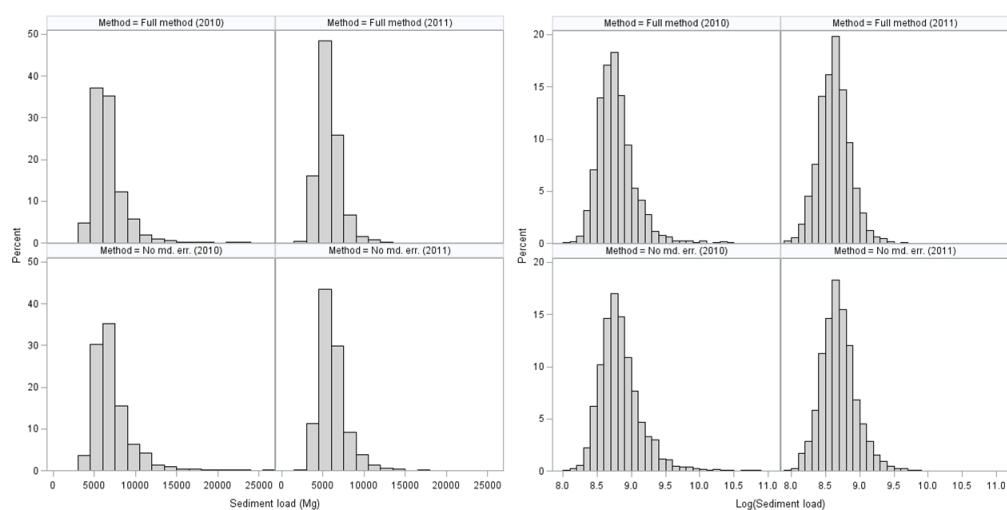 Method = Full method (2010)
Method = Full method (2011)
50
40
30
20
10
0
Method = No md. err. (2010)
Method = No md. err. (2011)
50
40
30
20
10
0
Percent
0 5000 10000 15000 20000 25000
0 5000 10000 15000 20000 25000
Sediment load (Mg)
Method = Full method (2010)
Method = Full method (2011)
20
15
10
5
0
Method = No md. err. (2010)
Method = No md. err. (2011)
20
15
10
5
0
Percent
8.0 8.5 9.0 9.5 10.0 10.5 11.0
8.0 8.5 9.0 9.5 10.0 10.5 11.0
Log(Sediment load)